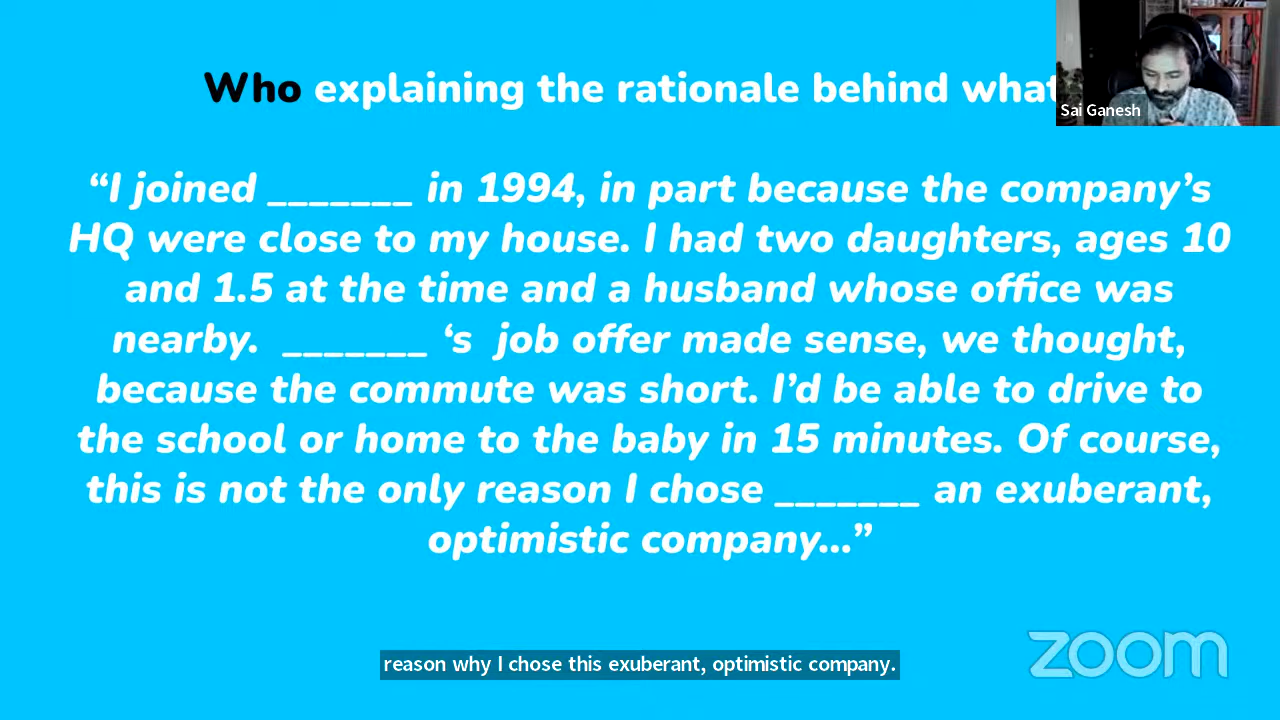 Who explaining the rationale behind what
Sai Ganesh
“I joined _______ in 1994, in part because the company’s
HQ were close to my house. I had two daughters, ages 10
and 1.5 at the time and a husband whose office was
nearby. _______ ‘s job offer made sense, we thought,
because the commute was short. I’d be able to drive to
the school or home to the baby in 15 minutes. Of course,
this is not the only reason I chose _______ an exuberant,
optimistic company...”
reason why I chose this exuberant, optimistic company.
zoom